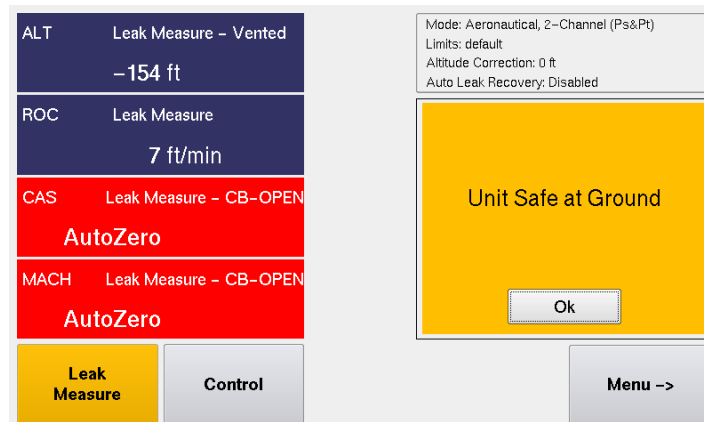 ALT Leak Measure – Vented
–154 ft
ROC Leak Measure
7 ft/min
CAS Leak Measure – CB–OPEN
AutoZero
MACH Leak Measure – CB–OPEN
AutoZero
Leak
Measure
Control
Mode: Aeronautical, 2–Channel (Ps&Pt)
Limits: default
Altitude Correction: 0 ft
Auto Leak Recovery: Disabled
Unit Safe at Ground
Ok
Menu –>